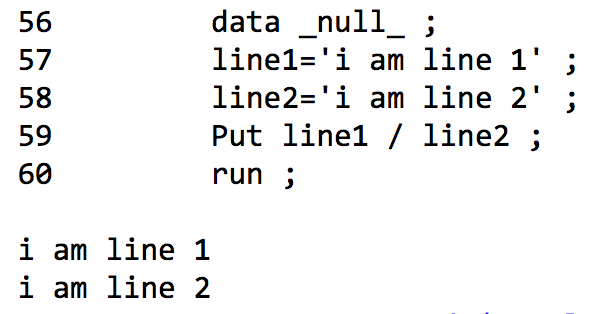 56 data _null_ ;
57 line1='i am line 1' ;
58 line2='i am line 2' ;
59 Put line1 / line2 ;
60 run ;
i am line 1
i am line 2